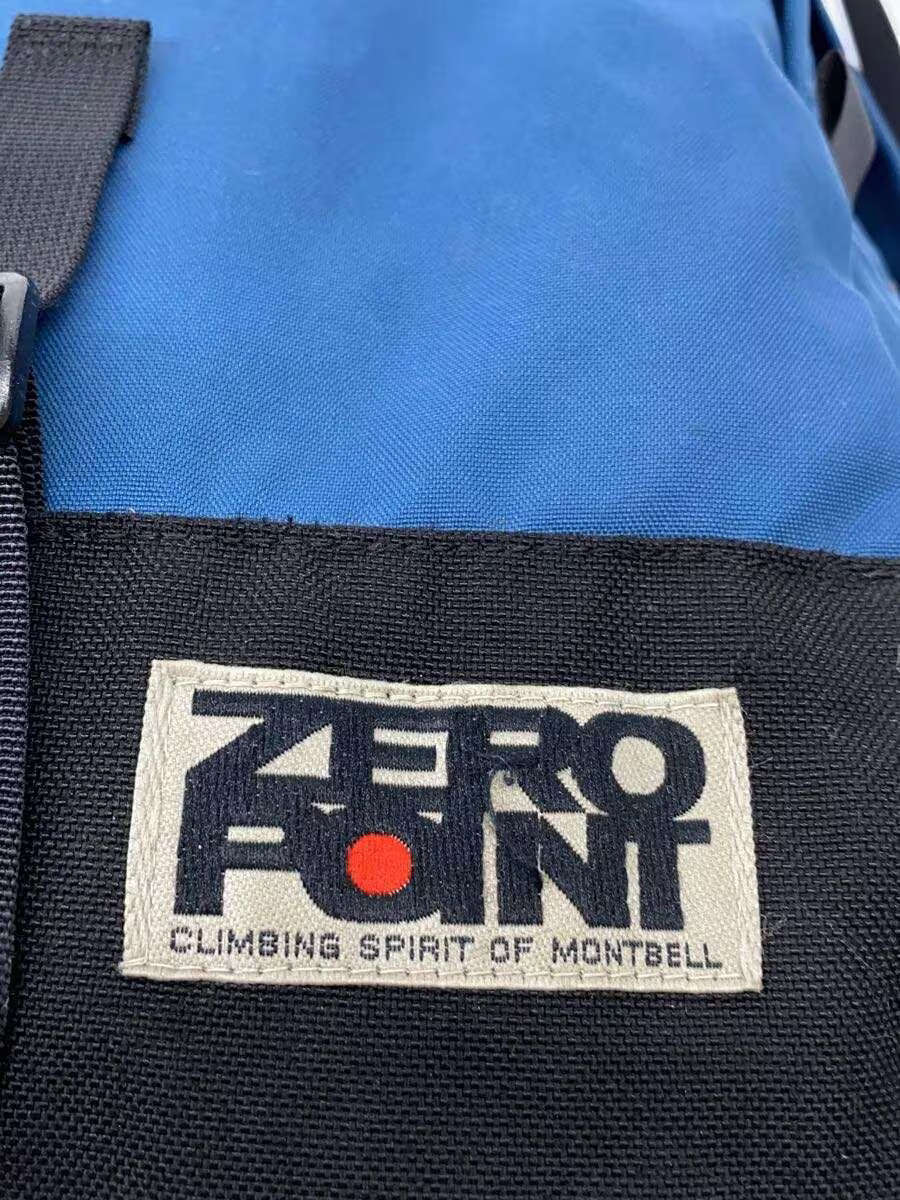 ZERO
POINT
CLIMBING SPIRIT OF MONTBELL